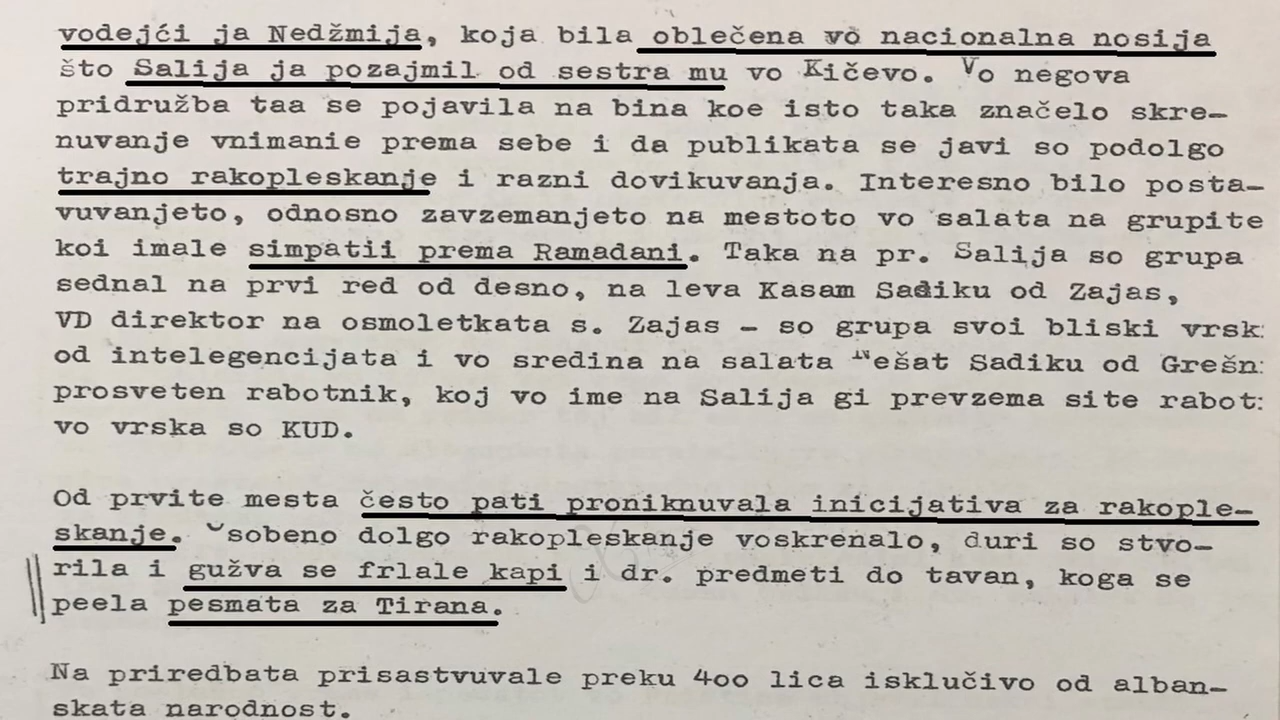 vodejći ja Nedžmija, koja bila oblečena vo nacionalna nosija
što Salija ja pozajmil od sestra mu vo Kičevo. Vo negova
pridružba taa se pojavila na bina koe isto taka značelo skre-
nuvanje vnimanie prema sebe i da publikata se javi so podolgo
trajno rakopleskanje i razni dovikuvanja. Interesno bilo posta-
vuvanjeto, odnosno zavzemanjeto na mestoto vo salata na grupite
koi imale simpatii prema Ramadani. Taka na pr. Salija so grupa
sednal na prvi red od desno, na leva Kasam Sadiku od Zajas,
VD direktor na osmoletkata s. Zajas - so grupa svoi bliski vrsk
od intelegencijata i vo sredina na salata Nešat Sadiku od Grešn
prosveten rabotnik, koj vo ime na Salija gi prevzema site rabot
vo vrska so KUD.
Od prvite mesta često pati proniknuvala inicijativa za rakople-
skanje. Osobeno dolgo rakopleskanje voskrenalo, duri so stvo-
rila i gužva se frlale kapi i dr. predmeti do tavan, koga se
peela pesmata za Tirana.
Na priredbata prisastvuvale preku 4oo lica isklučivo od alban-
skata narodnost.